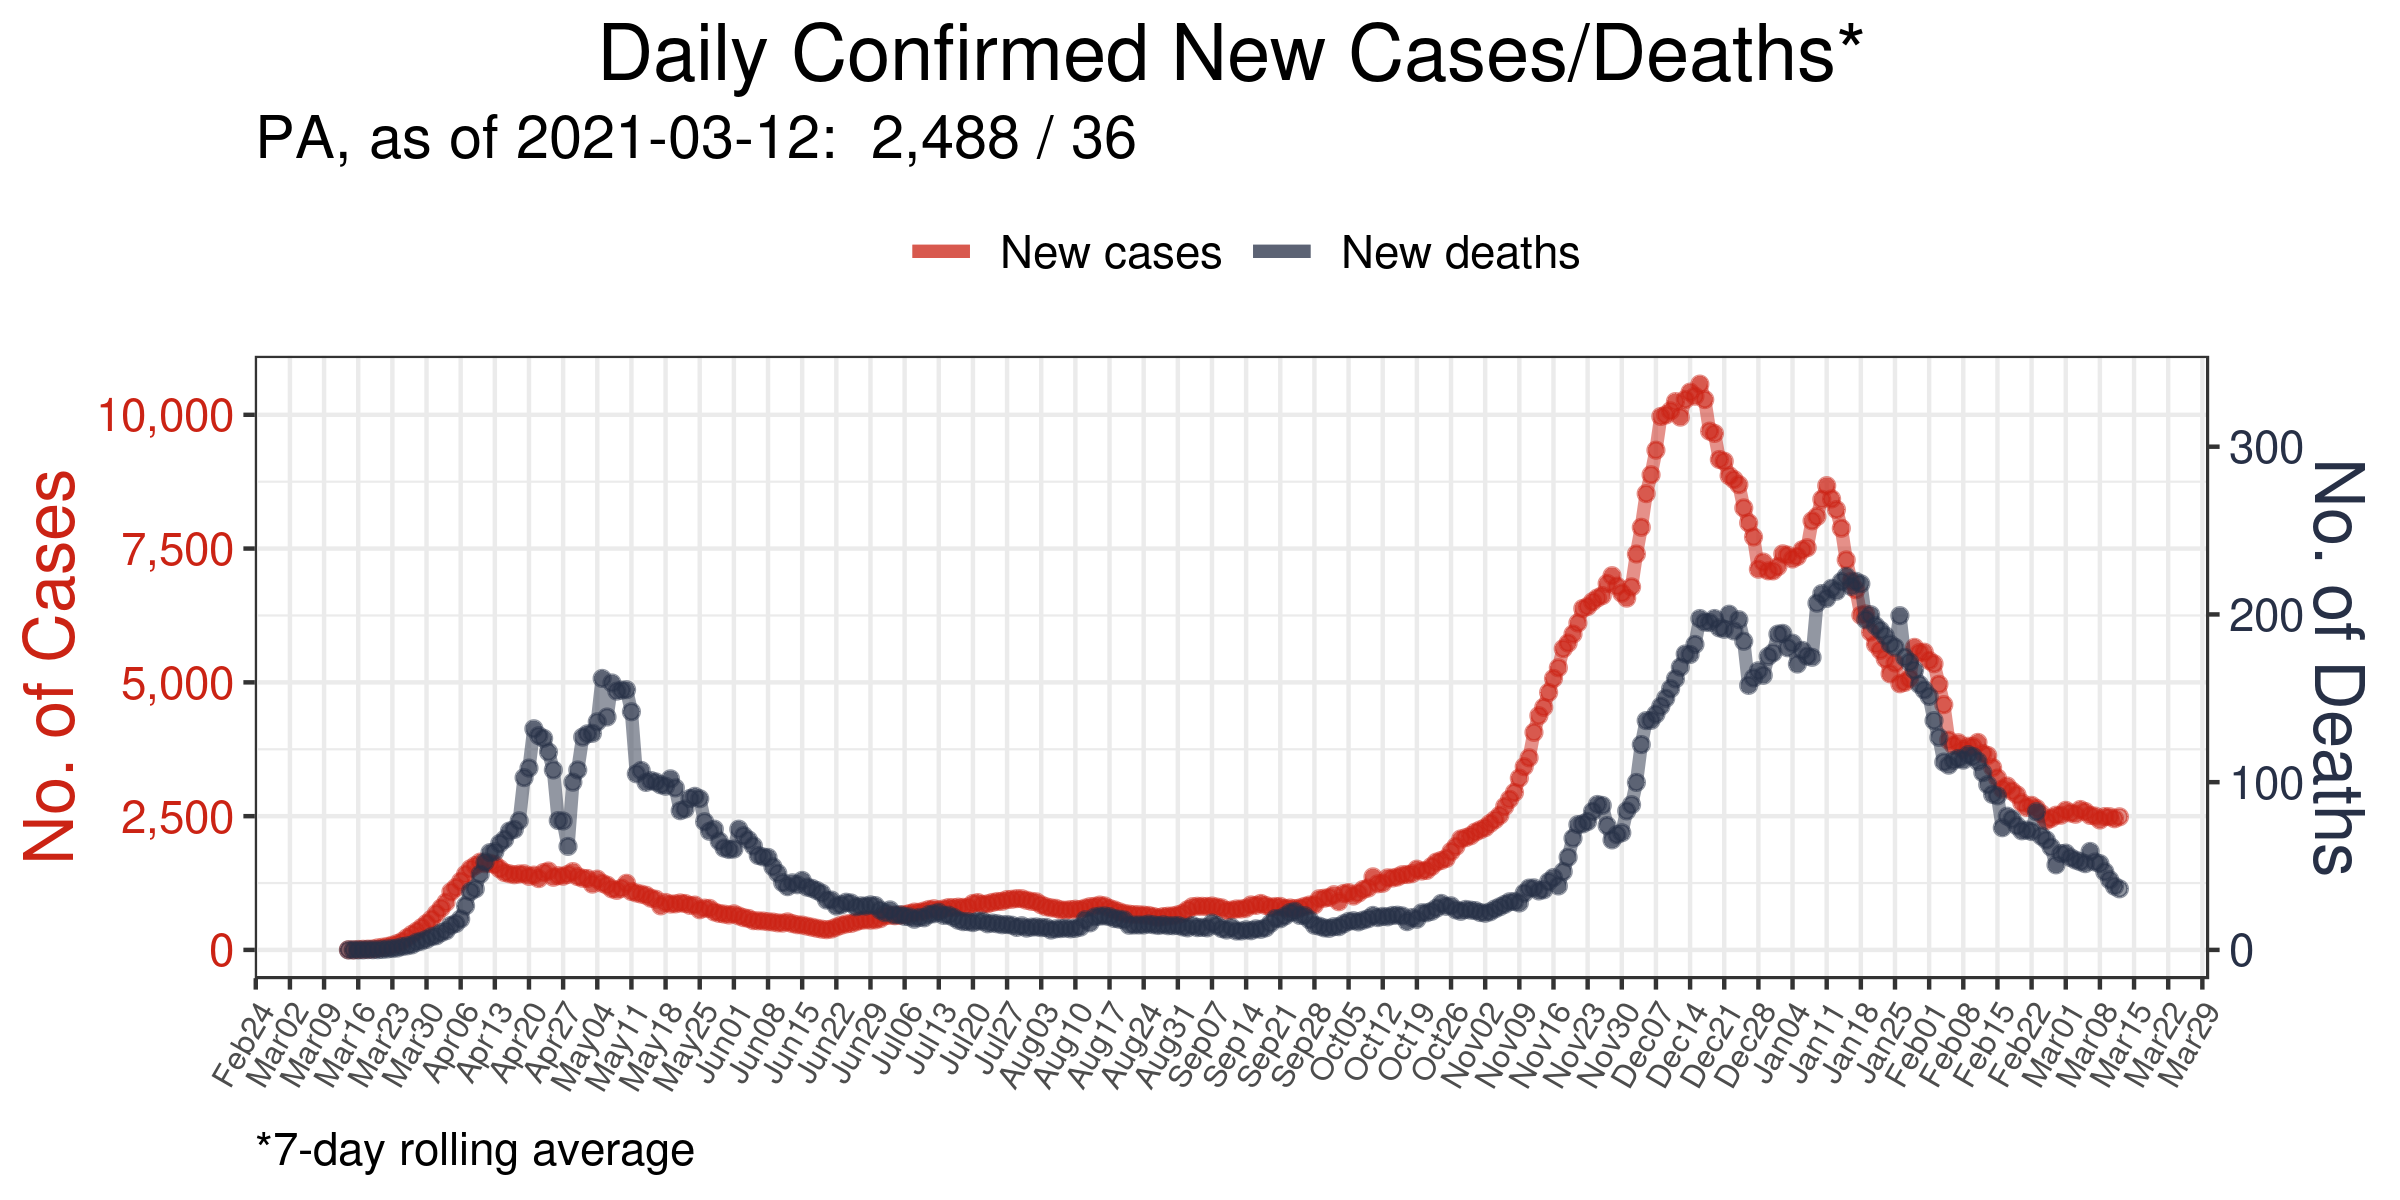 Daily Confirmed New Cases/Deaths*
PA, as of 2021-03-12:  2,488 / 36
New cases
New deaths
No. of Cases
10,000
7,500
5,000
2,500
0
300
200
100
0
No. of Deaths
Feb24
Mar02
Mar09
Mar16
Mar23
Mar30
Apr06
Apr13
Apr20
Apr27
May04
May11
May18
May25
Jun01
Jun08
Jun15
Jun22
Jun29
Jul06
Jul13
Jul20
Jul27
Aug03
Aug10
Aug17
Aug24
Aug31
Sep07
Sep14
Sep21
Sep28
Oct05
Oct12
Oct19
Oct26
Nov02
Nov09
Nov16
Nov23
Nov30
Dec07
Dec14
Dec21
Dec28
Jan04
Jan11
Jan18
Jan25
Feb01
Feb08
Feb15
Feb22
Mar01
Mar08
Mar15
Mar22
Mar29
*7-day rolling average